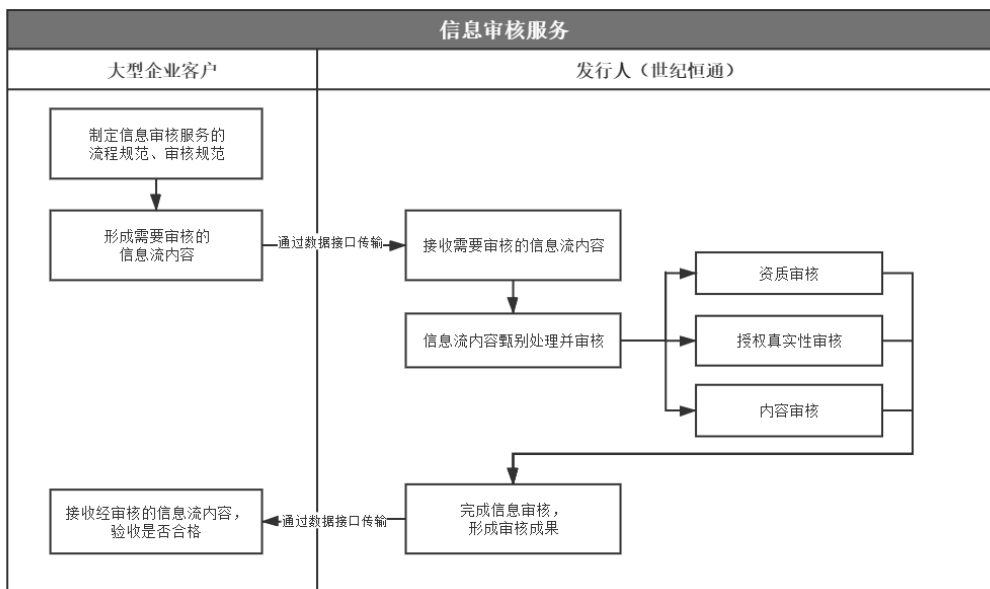 信息审核服务
大型企业客户
发行人（世纪恒通）
制定信息审核服务的
流程规范、审核规范
形成需要审核的
信息流内容
通过数据接口传输
接收需要审核的信息流内容
信息流内容甄别处理并审核
资质审核
授权真实性审核
内容审核
完成信息审核，
形成审核成果
通过数据接口传输
接收经审核的信息流内容，
验收是否合格